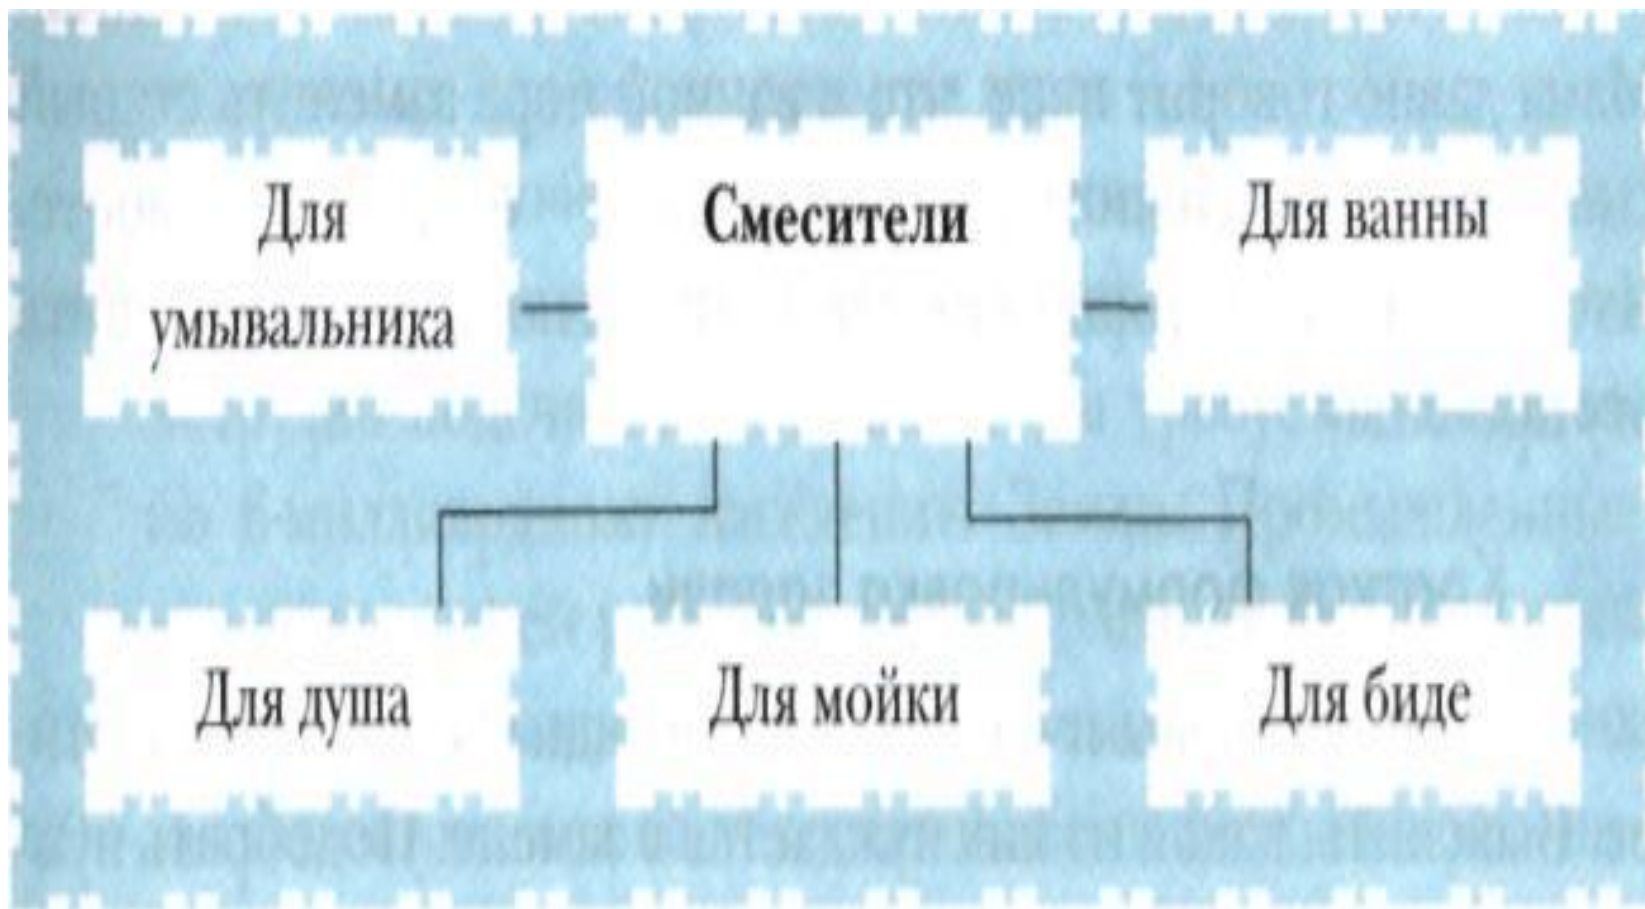 Для
умывальника
Смесители
Для ванны
Для душа
Для мойки
Для биде